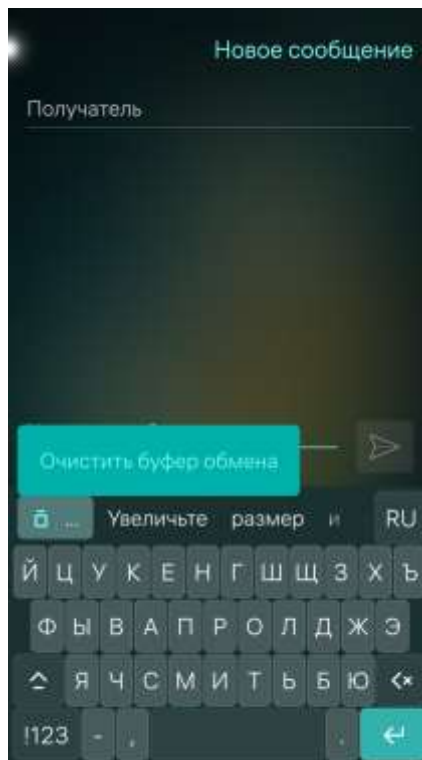 Новое сообщение
Получатель
Очистить буфер обмена
... Увеличьте размер и RU
Й Ц У К Е Н Г Ш Щ З Х Ъ
Ф Ы В А П Р О Л Д Ж Э
Я Ч С М И Т Ь Б Ю
!123 - , .